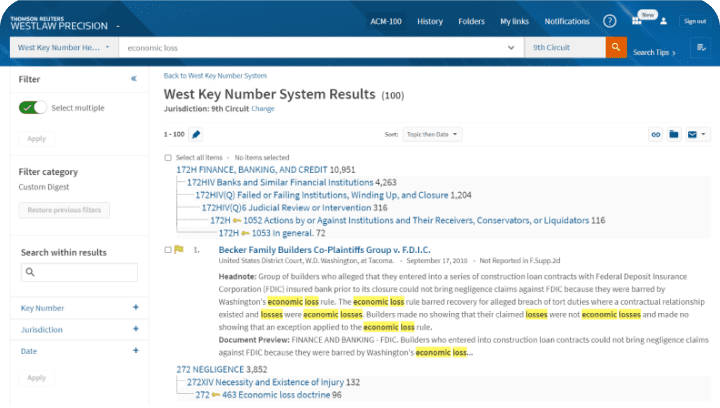 THOMSON REUTERS
WESTLAW PRECISION
ACM-100 History Folders My links Notifications ? New Sign out
West Key Number He... economic loss 9th Circuit Search Tips >
Filter
Select multiple
Apply
Filter category
Custom Digest
Restore previous filters
Search within results
Key Number +
Jurisdiction +
Date +
Apply
Back to West Key Number System
West Key Number System Results (100)
Jurisdiction: 9th Circuit Change
1 - 100 Sort: Topic then Date
Select all items • No items selected
172H FINANCE, BANKING, AND CREDIT 10,951
172HIV Banks and Similar Financial Institutions 4,263
172HIV(Q) Failed or Failing Institutions, Winding Up, and Closure 1,204
172HIV(Q)6 Judicial Review or Intervention 316
172H 1052 Actions by or Against Institutions and Their Receivers, Conservators, or Liquidators 116
172H 1053 In general. 72
1. Becker Family Builders Co-Plaintiffs Group v. F.D.I.C.
United States District Court, W.D. Washington, at Tacoma. • September 17, 2010 • Not Reported in F.Supp.2d
Headnote: Group of builders who alleged that they entered into a series of construction loan contracts with Federal Deposit Insurance
Corporation (FDIC) insured bank prior to its closure could not bring negligence claims against FDIC because they were barred by
Washington's economic loss rule. The economic loss rule barred recovery for alleged breach of tort duties where a contractual relationship
existed and losses were economic losses. Builders made no showing that their claimed losses were not economic losses and made no
showing that an exception applied to the economic loss rule.
Document Preview: FINANCE AND BANKING - FDIC. Builders who entered into construction loan contracts could not bring negligence claims
against FDIC because they were barred by Washington's economic loss...
272 NEGLIGENCE 3,852
272XIV Necessity and Existence of Injury 132
272 463 Economic loss doctrine 96